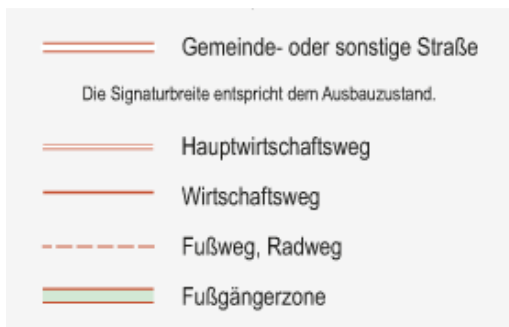 Gemeinde- oder sonstige Straße
Die Signaturbreite entspricht dem Ausbauzustand.
Hauptwirtschaftsweg
Wirtschaftsweg
Fußweg, Radweg
Fußgängerzone